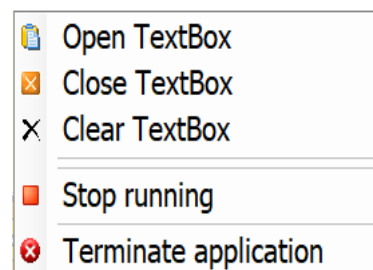 Open TextBox
Close TextBox
Clear TextBox
Stop running
Terminate application